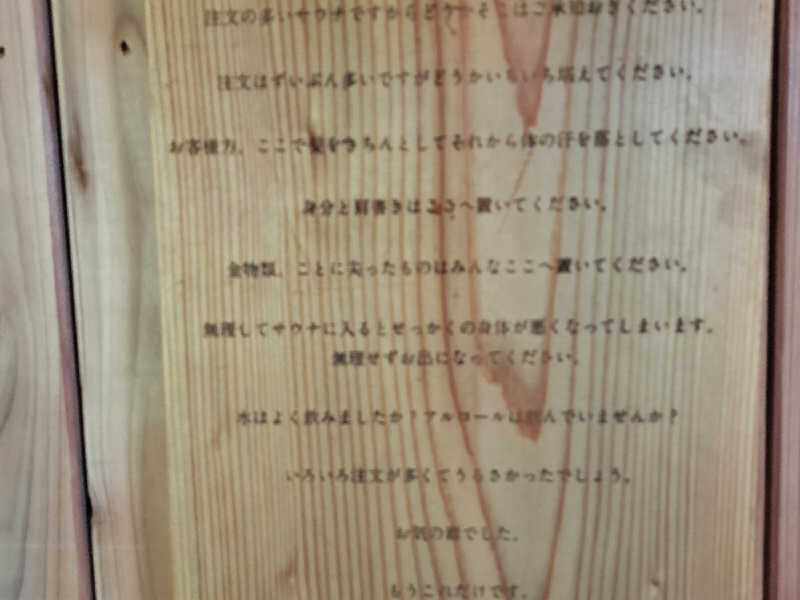 注文の多いサウナですからどうかそこはご承知おきください。
注文はずいぶん多いですがどうかいちいち堪えてください。
お客様方、ここで髪をきちんとしてそれから体の汗を落としてください。
身分と肩書きはここへ置いてください。
金物類、ことに尖ったものはみんなここへ置いてください。
無理してサウナに入るとせっかくの身体が悪くなってしまいます。
無理せずお出になってください。
水はよく飲みましたか？アルコールは飲んでいませんか？
いろいろ注文が多くてうるさかったでしょう。
お気の毒でした。
もうこれだけです。